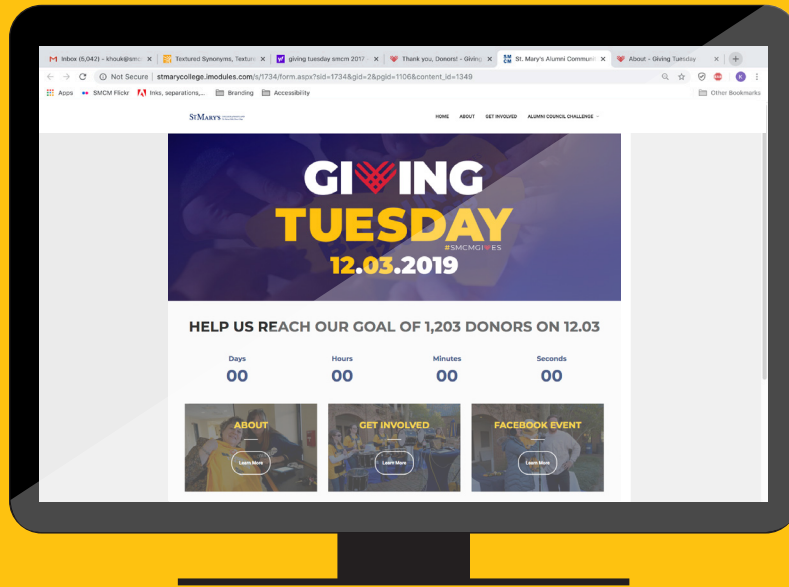 Inbox (5,042) - khouk@smc
Textured Synonyms, Texture
giving tuesday smcm 2017 -
Thank you, Donors! - Giving
St. Mary's Alumni Communi
About - Giving Tuesday
Not Secure | stmarycollege.imodules.com/s/1734/form.aspx?sid=1734&gid=2&pgid=1106&content_id=1349
K
Apps
SMCM Flickr
Inks, separations,...
Branding
Accessibility
Other Bookmarks
ST MARY'S
HOME
ABOUT
GET INVOLVED
ALUMNI COUNCIL CHALLENGE
GIVING
TUESDAY
#SMCMGIVES
12.03.2019
HELP US REACH OUR GOAL OF 1,203 DONORS ON 12.03
Days
Hours
Minutes
Seconds
00
00
00
00
ABOUT
GET INVOLVED
FACEBOOK EVENT
Learn More
Learn More
Learn More